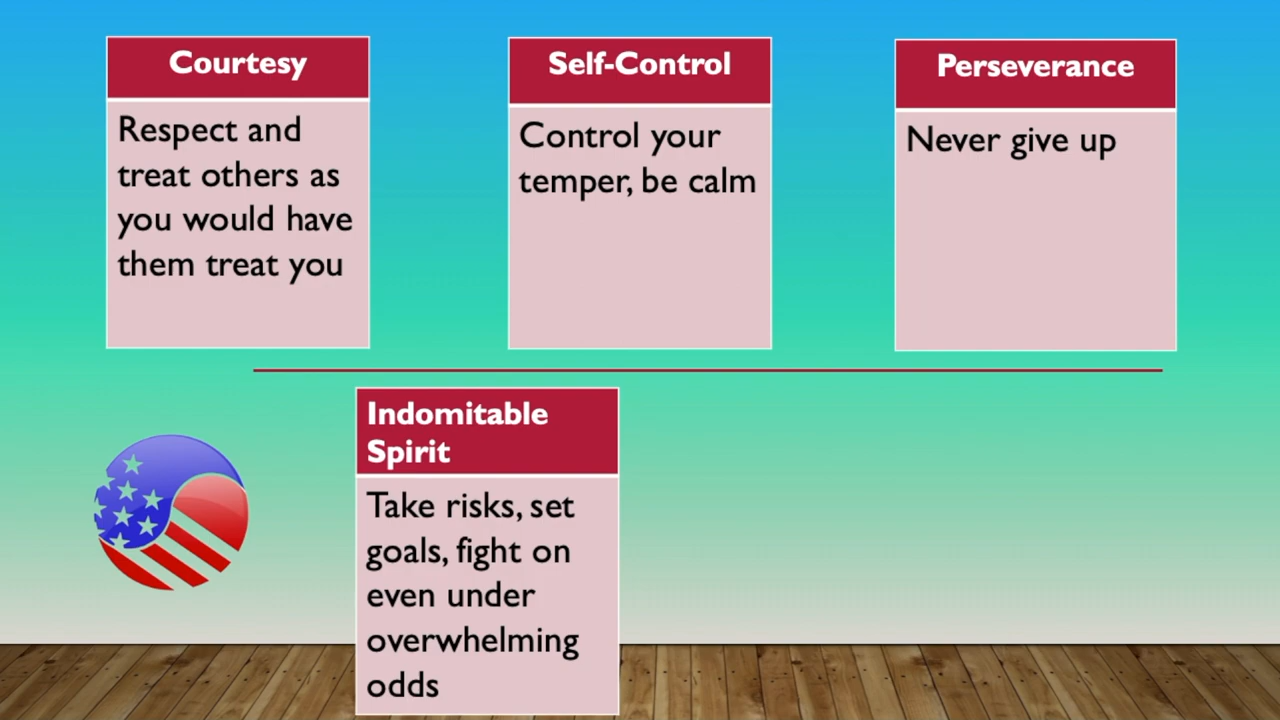 Courtesy
Respect and
treat others as
you would have
them treat you
Self-Control
Control your
temper, be calm
Perseverance
Never give up
Indomitable
Spirit
Take risks, set
goals, fight on
even under
overwhelming
odds